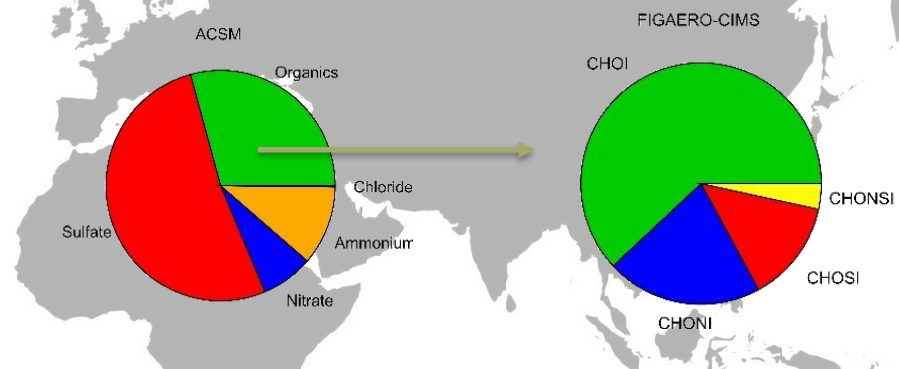 ACSM
FIGAERO-CIMS
Organics
CHOI
Chloride
CHONSI
Sulfate
Ammonium
CHOSI
Nitrate
CHONI